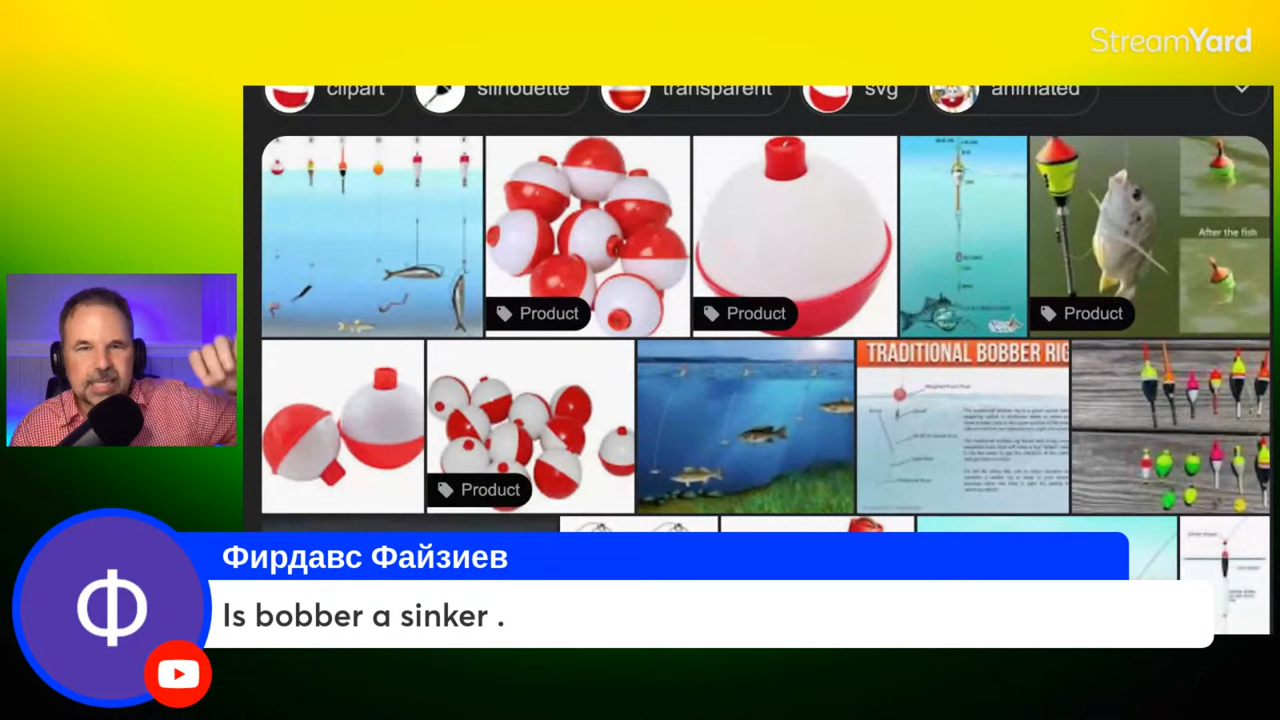 StreamYard
clipart
silhouette
transparent
svg
animated
After the fish
Product
Product
Product
TRADITIONAL BOBBER RIG
Product
Фирдавс Файзиев
Ф
Is bobber a sinker .